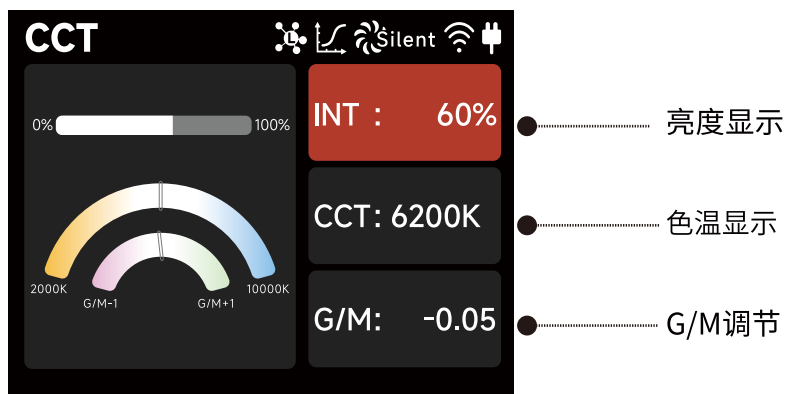 CCT
Silent
0%
100%
2000K
10000K
G/M-1
G/M+1
INT : 60%
CCT: 6200K
G/M: -0.05
亮度显示
色温显示
G/M调节